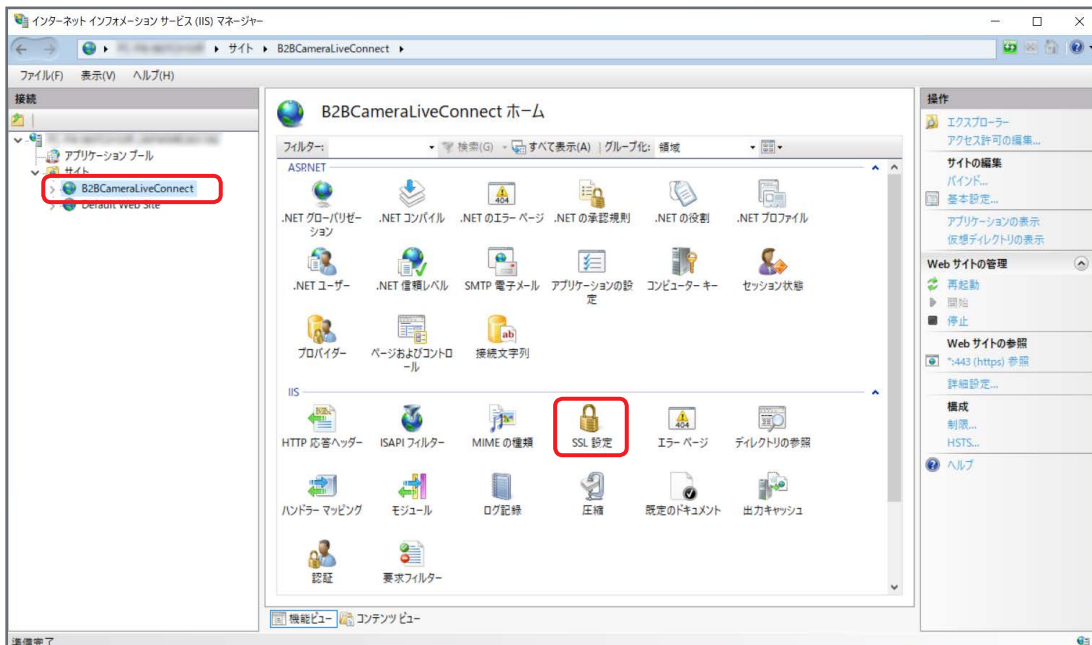 インターネット インフォメーション サービス (IIS) マネージャー
サイト
B2BCameraLiveConnect
ファイル(F) 表示(V) ヘルプ(H)
接続
アプリケーション プール
サイト
B2BCameraLiveConnect
Default Web Site
B2BCameraLiveConnect ホーム
フィルター: 検索(G) すべて表示(A) グループ化: 領域
ASP.NET
.NET グローバリゼーション
.NET コンパイル
.NET のエラー ページ
.NET の承認規則
.NET の役割
.NET プロファイル
.NET ユーザー
.NET 信頼レベル
SMTP 電子メール
アプリケーションの設定
コンピューター キー
セッション状態
プロバイダー
ページおよびコントロール
接続文字列
IIS
HTTP 応答ヘッダー
ISAPI フィルター
MIME の種類
SSL 設定
エラー ページ
ディレクトリの参照
ハンドラー マッピング
モジュール
ログ記録
圧縮
既定のドキュメント
出力キャッシュ
認証
要求フィルター
機能ビュー コンテンツ ビュー
操作
エクスプローラー
アクセス許可の編集...
サイトの編集
バインド...
基本設定...
アプリケーションの表示
仮想ディレクトリの表示
Web サイトの管理
再起動
開始
停止
Web サイトの参照
*:443 (https) 参照
詳細設定...
構成
制限...
HSTS...
ヘルプ
準備完了